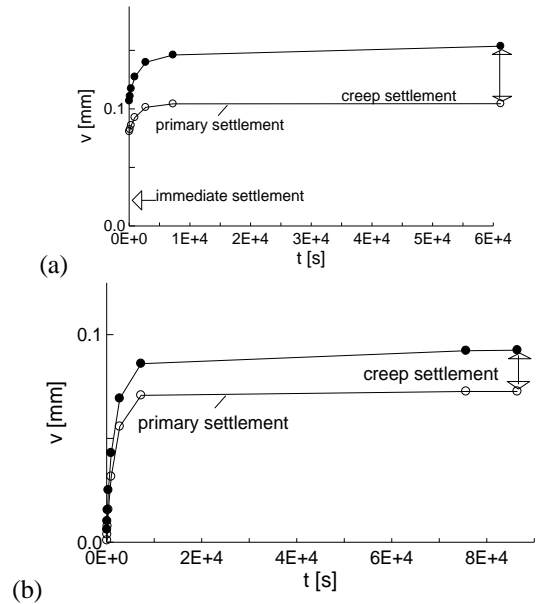 v [mm]
0.1
0.0
creep settlement
primary settlement
immediate settlement
0E+0 1E+4 2E+4 3E+4 4E+4 5E+4 6E+4
t [s]
(a)
v [mm]
0.1
0.0
creep settlement
primary settlement
0E+0 2E+4 4E+4 6E+4 8E+4
t [s]
(b)